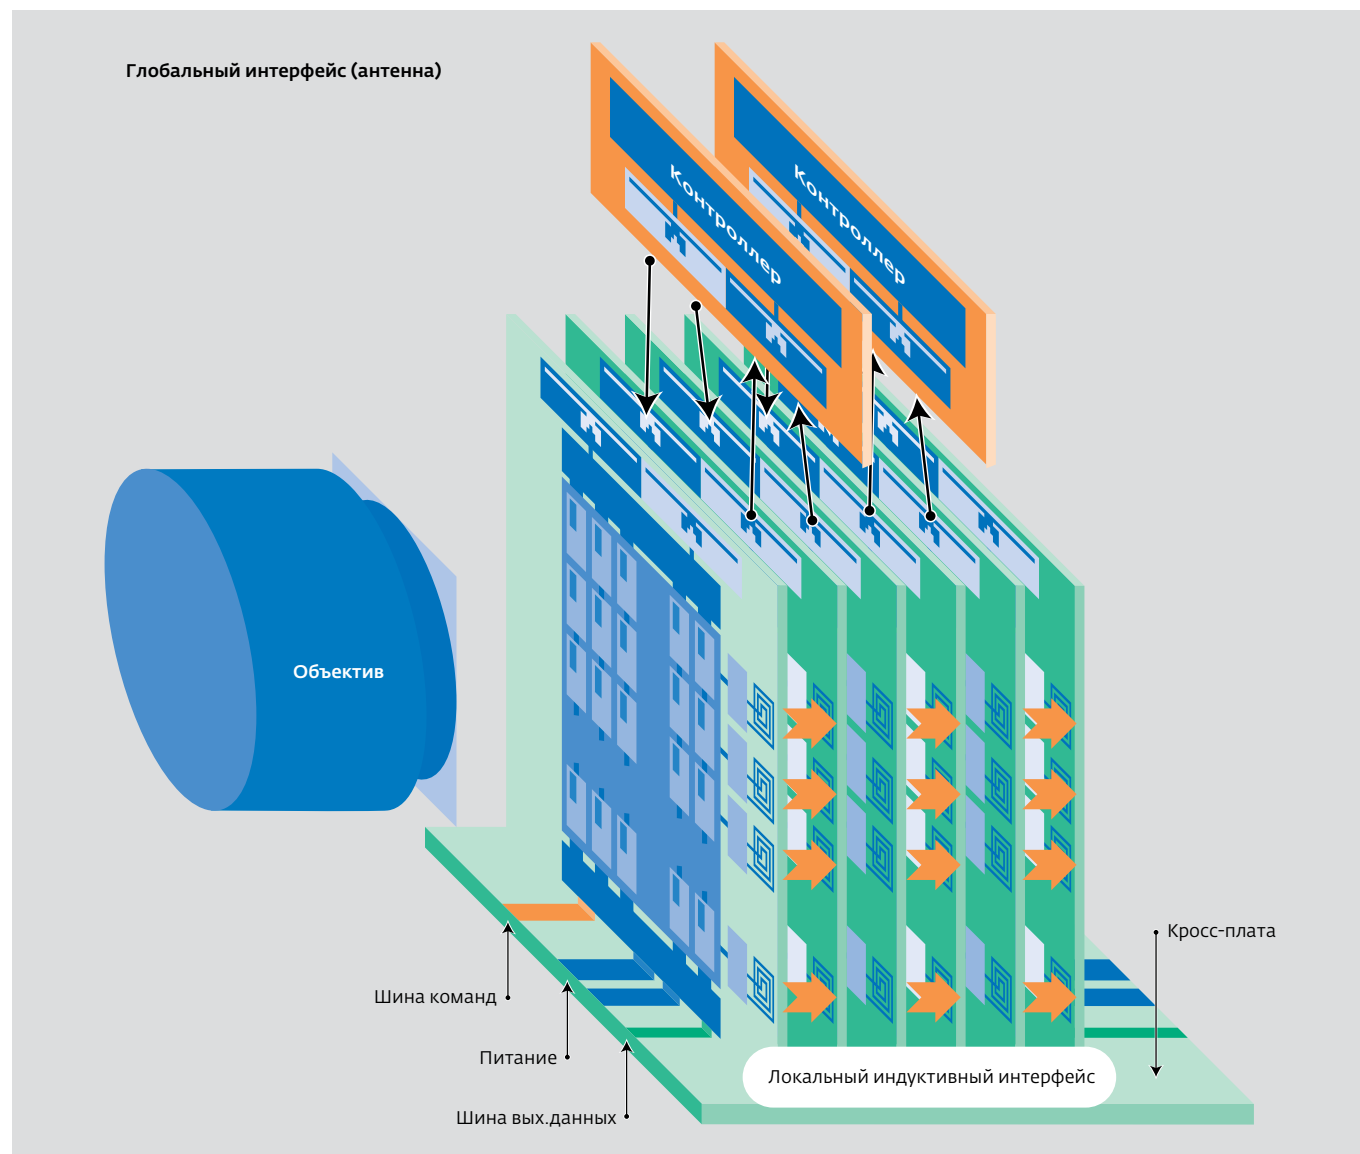 Глобальный интерфейс (антенна)
Контроллер
Контроллер
Объектив
Кросс-плата
Шина команд
Питание
Локальный индуктивный интерфейс
Шина вых.данных